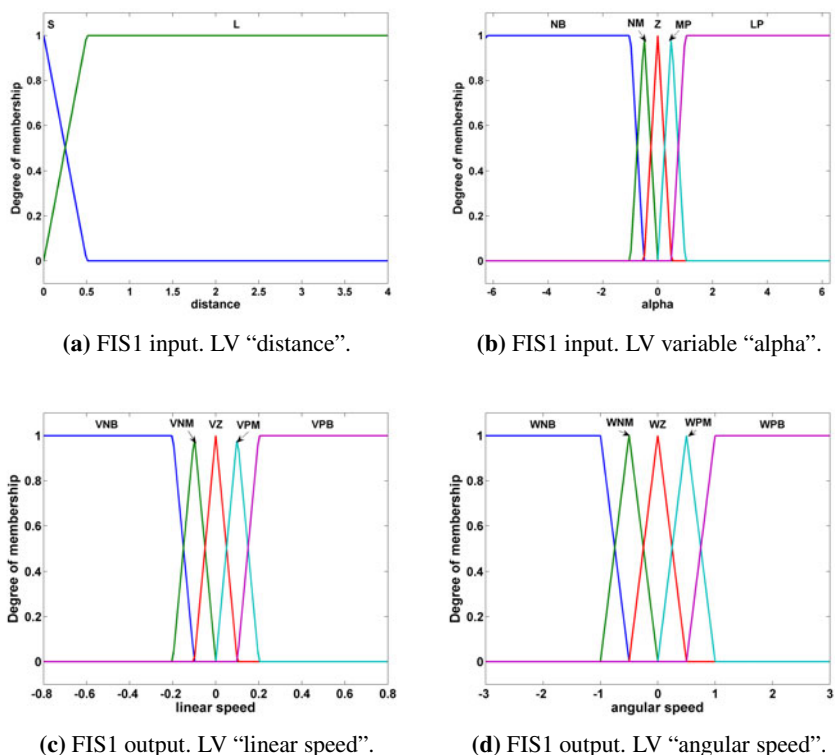 S L
1
0.8
0.6
0.4
0.2
0
Degree of membership
0 0.5 1 1.5 2 2.5 3 3.5 4
distance
(a) FIS1 input. LV “distance”.
NB NM Z MP LP
1
0.8
0.6
0.4
0.2
0
Degree of membership
-6 -4 -2 0 2 4 6
alpha
(b) FIS1 input. LV variable “alpha”.
VNB VNM VZ VPM VPB
1
0.8
0.6
0.4
0.2
0
Degree of membership
-0.8 -0.6 -0.4 -0.2 0 0.2 0.4 0.6 0.8
linear speed
(c) FIS1 output. LV “linear speed”.
WNB WNM WZ WPM WPB
1
0.8
0.6
0.4
0.2
0
Degree of membership
-3 -2 -1 0 1 2 3
angular speed
(d) FIS1 output. LV “angular speed”.